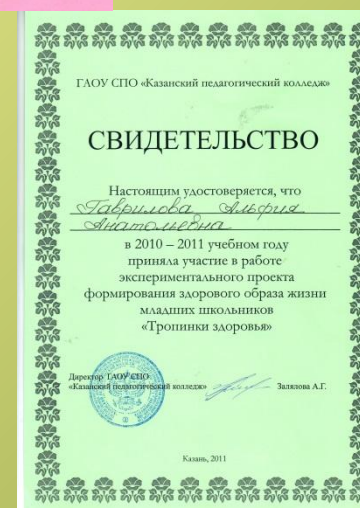 ГАОУ СПО «Казанский педагогический колледж»
СВИДЕТЕЛЬСТВО
Настоящим удостоверяется, что
Гаврилова Альфия
Анатольевна
в 2010 – 2011 учебном году
приняла участие в работе
экспериментального проекта
формирования здорового образа жизни
младших школьников
«Тропинки здоровья»
Директор ГАОУ СПО
«Казанский педагогический колледж» Залялова А.Г.
Казань, 2011